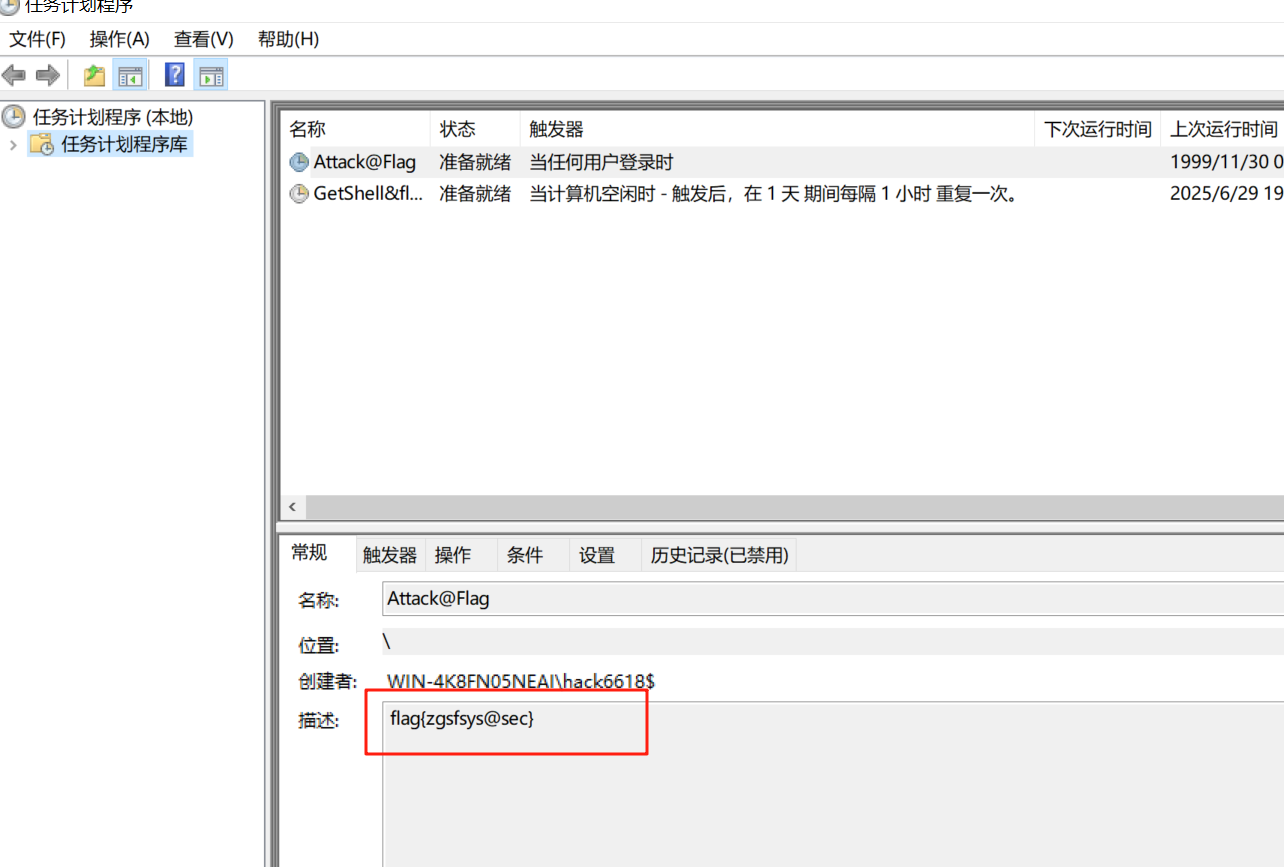 任务计划程序
文件(F) 操作(A) 查看(V) 帮助(H)
任务计划程序 (本地)
任务计划程序库
名称 状态 触发器 下次运行时间 上次运行时间
Attack@Flag 准备就绪 当任何用户登录时 1999/11/30 0
GetShell&fl... 准备就绪 当计算机空闲时 - 触发后，在 1 天 期间每隔 1 小时 重复一次。 2025/6/29 19
常规 触发器 操作 条件 设置 历史记录(已禁用)
名称: Attack@Flag
位置: \
创建者: WIN-4K8FN05NEAI\hack6618$
描述: flag{zgsfsys@sec}